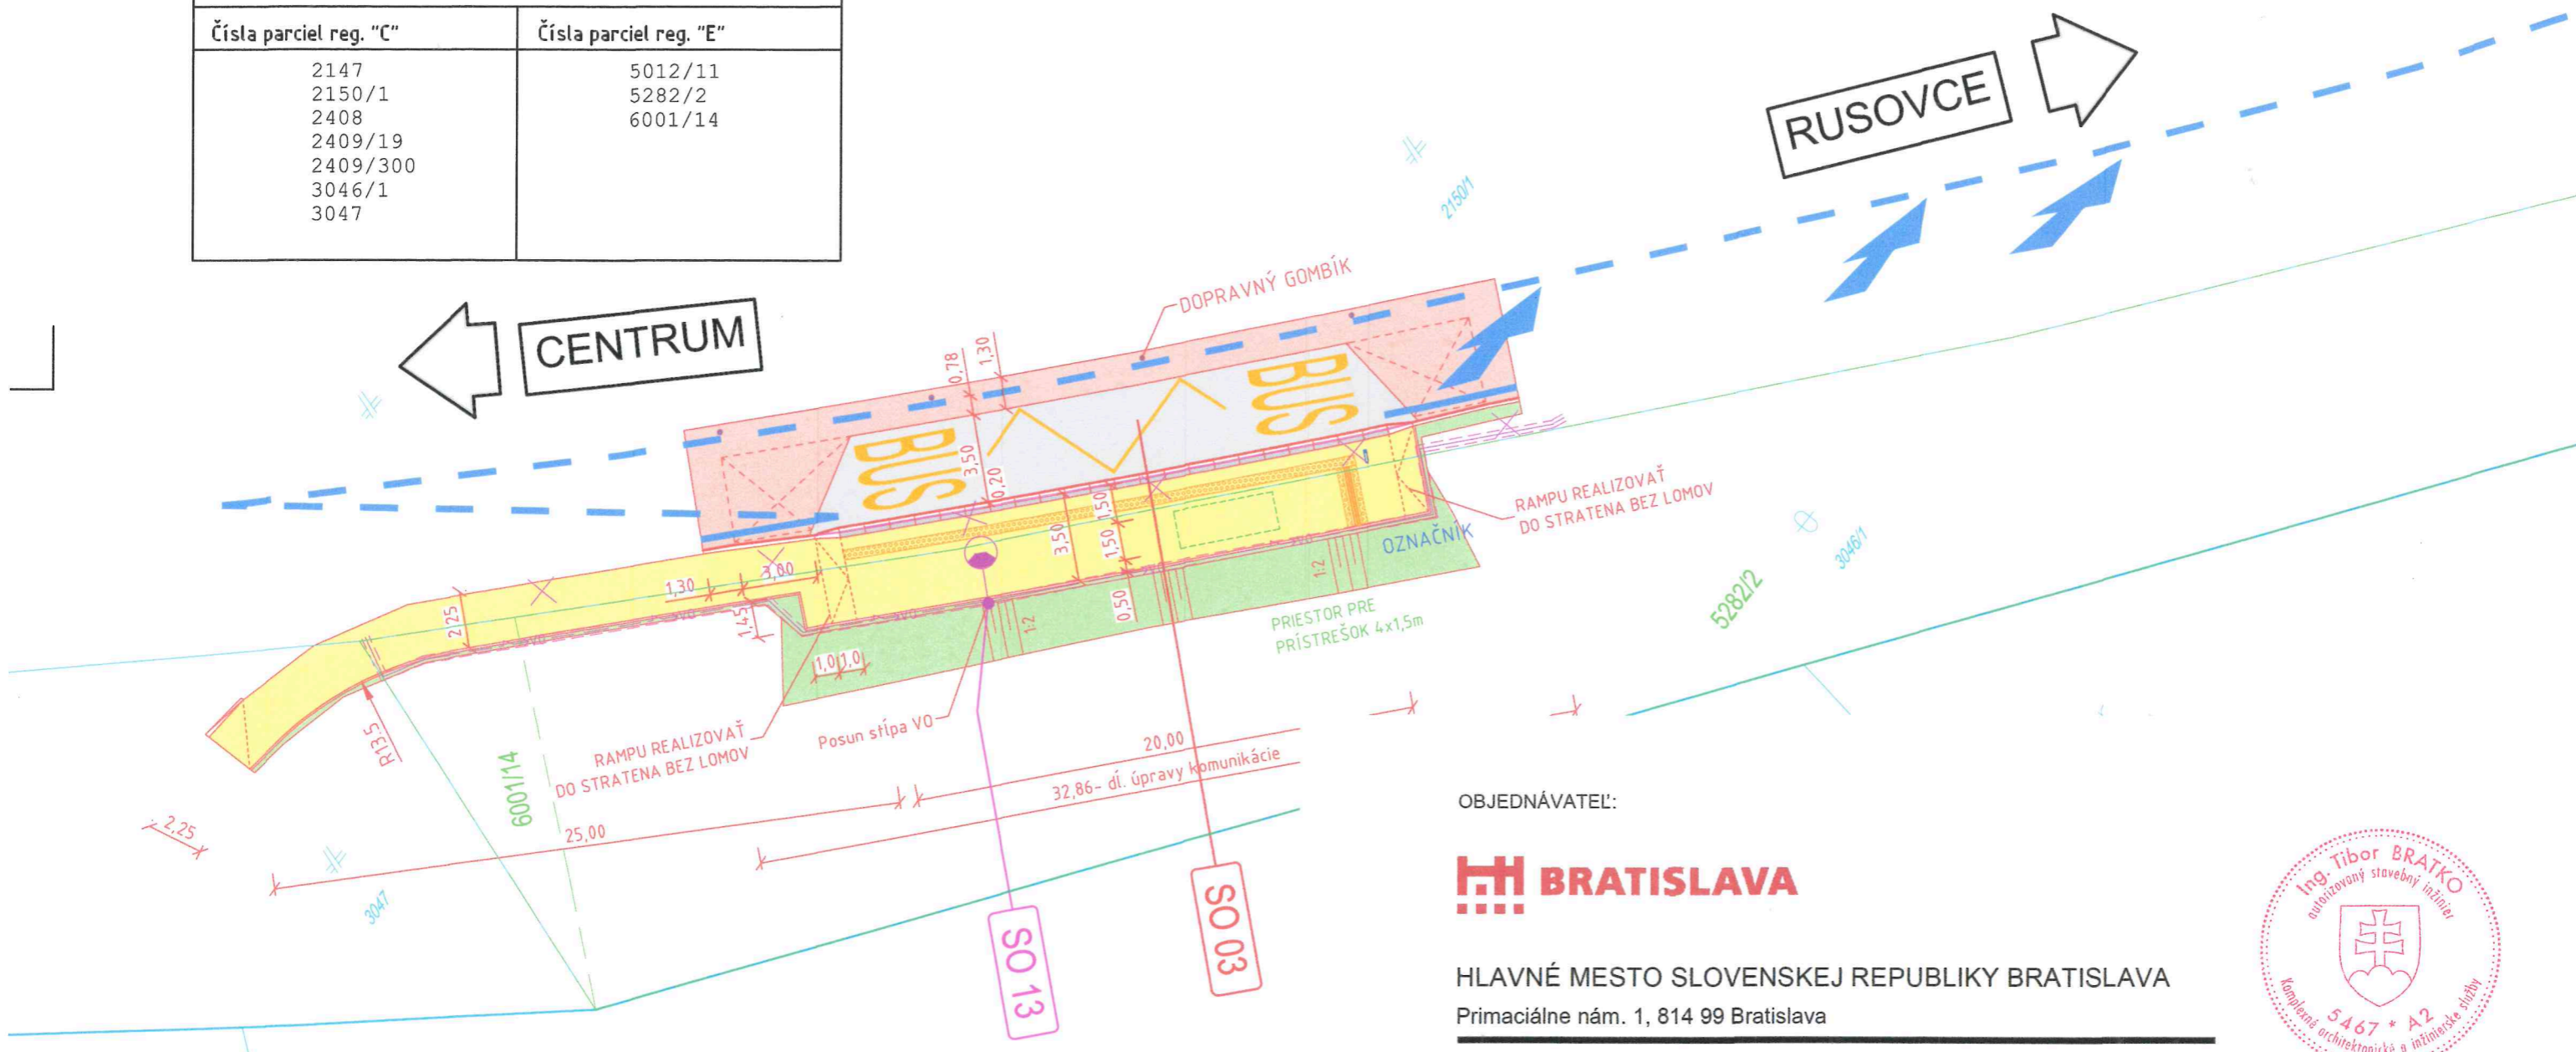 Čísla parciel reg. "C"
Čísla parciel reg. "E"
2147
2150/1
2408
2409/19
2409/300
3046/1
3047
5012/11
5282/2
6001/14
RUSOVCE
2150/1
CENTRUM
DOPRAVNÝ GOMBÍK
0,78
1,30
BUS
BUS
3,50
0,20
3,50
1,50
1,50
0,50
OZNAČNÍK
RAMPU REALIZOVAŤ
DO STRATENA BEZ LOMOV
3046/1
5282/2
1:2
1:2
PRIESTOR PRE
PRÍSTREŠOK 4x1,5m
2,25
1,30
3,00
1,45
1,0
1,0
R13,5
RAMPU REALIZOVAŤ
DO STRATENA BEZ LOMOV
Posun stĺpa VO
6001/14
20,00
32,86- dĺ. úpravy komunikácie
25,00
2,25
3047
SO 13
SO 03
OBJEDNÁVATEĽ:
BRATISLAVA
HLAVNÉ MESTO SLOVENSKEJ REPUBLIKY BRATISLAVA
Primaciálne nám. 1, 814 99 Bratislava
Ing. Tibor BRATKO
autorizovaný stavebný inžinier
5467 * A2
Komplexné architektonické a inžinierske služby